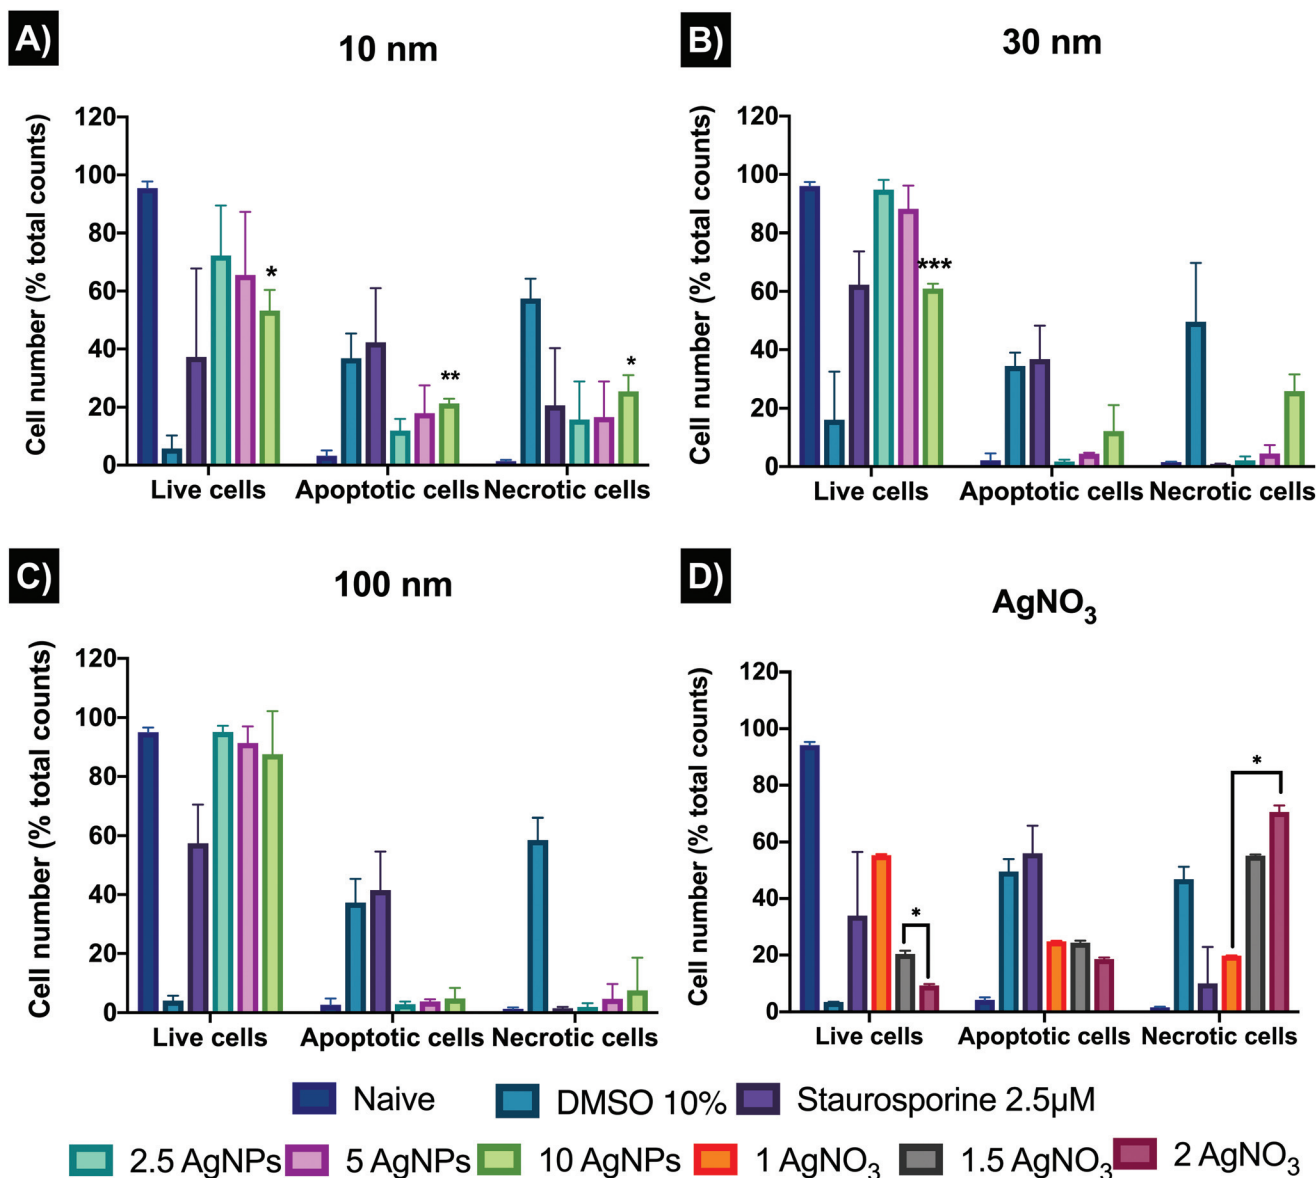 A)
10 nm
Cell number (% total counts)
120
100
80
60
40
20
0
*
**
*
Live cells
Apoptotic cells
Necrotic cells
B)
30 nm
Cell number (% total counts)
120
100
80
60
40
20
0
***
Live cells
Apoptotic cells
Necrotic cells
C)
100 nm
Cell number (% total counts)
120
100
80
60
40
20
0
Live cells
Apoptotic cells
Necrotic cells
D)
AgNO₃
Cell number (% total counts)
120
100
80
60
40
20
0
*
*
Live cells
Apoptotic cells
Necrotic cells
Naive
DMSO 10%
Staurosporine 2.5µM
2.5 AgNPs
5 AgNPs
10 AgNPs
1 AgNO₃
1.5 AgNO₃
2 AgNO₃